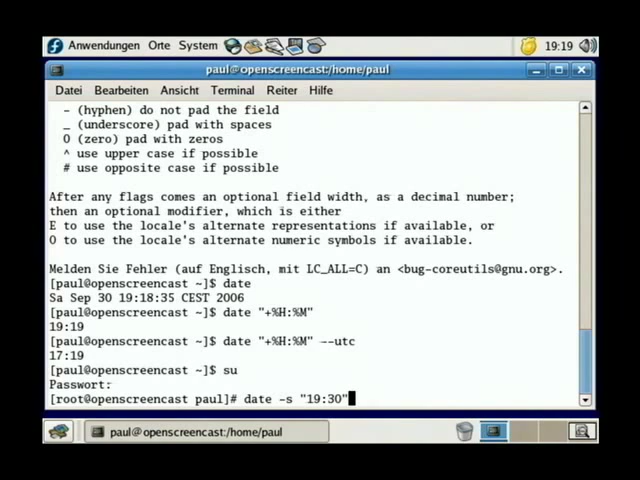 Anwendungen Orte System 19:19
paul@openscreencast:/home/paul
Datei Bearbeiten Ansicht Terminal Reiter Hilfe
- (hyphen) do not pad the field
_ (underscore) pad with spaces
0 (zero) pad with zeros
^ use upper case if possible
# use opposite case if possible
After any flags comes an optional field width, as a decimal number;
then an optional modifier, which is either
E to use the locale's alternate representations if available, or
O to use the locale's alternate numeric symbols if available.
Melden Sie Fehler (auf Englisch, mit LC_ALL=C) an <bug-coreutils@gnu.org>.
[paul@openscreencast ~]$ date
Sa Sep 30 19:18:35 CEST 2006
[paul@openscreencast ~]$ date "+%H:%M"
19:19
[paul@openscreencast ~]$ date "+%H:%M" --utc
17:19
[paul@openscreencast ~]$ su
Passwort:
[root@openscreencast paul]# date -s "19:30"
paul@openscreencast:/home/paul